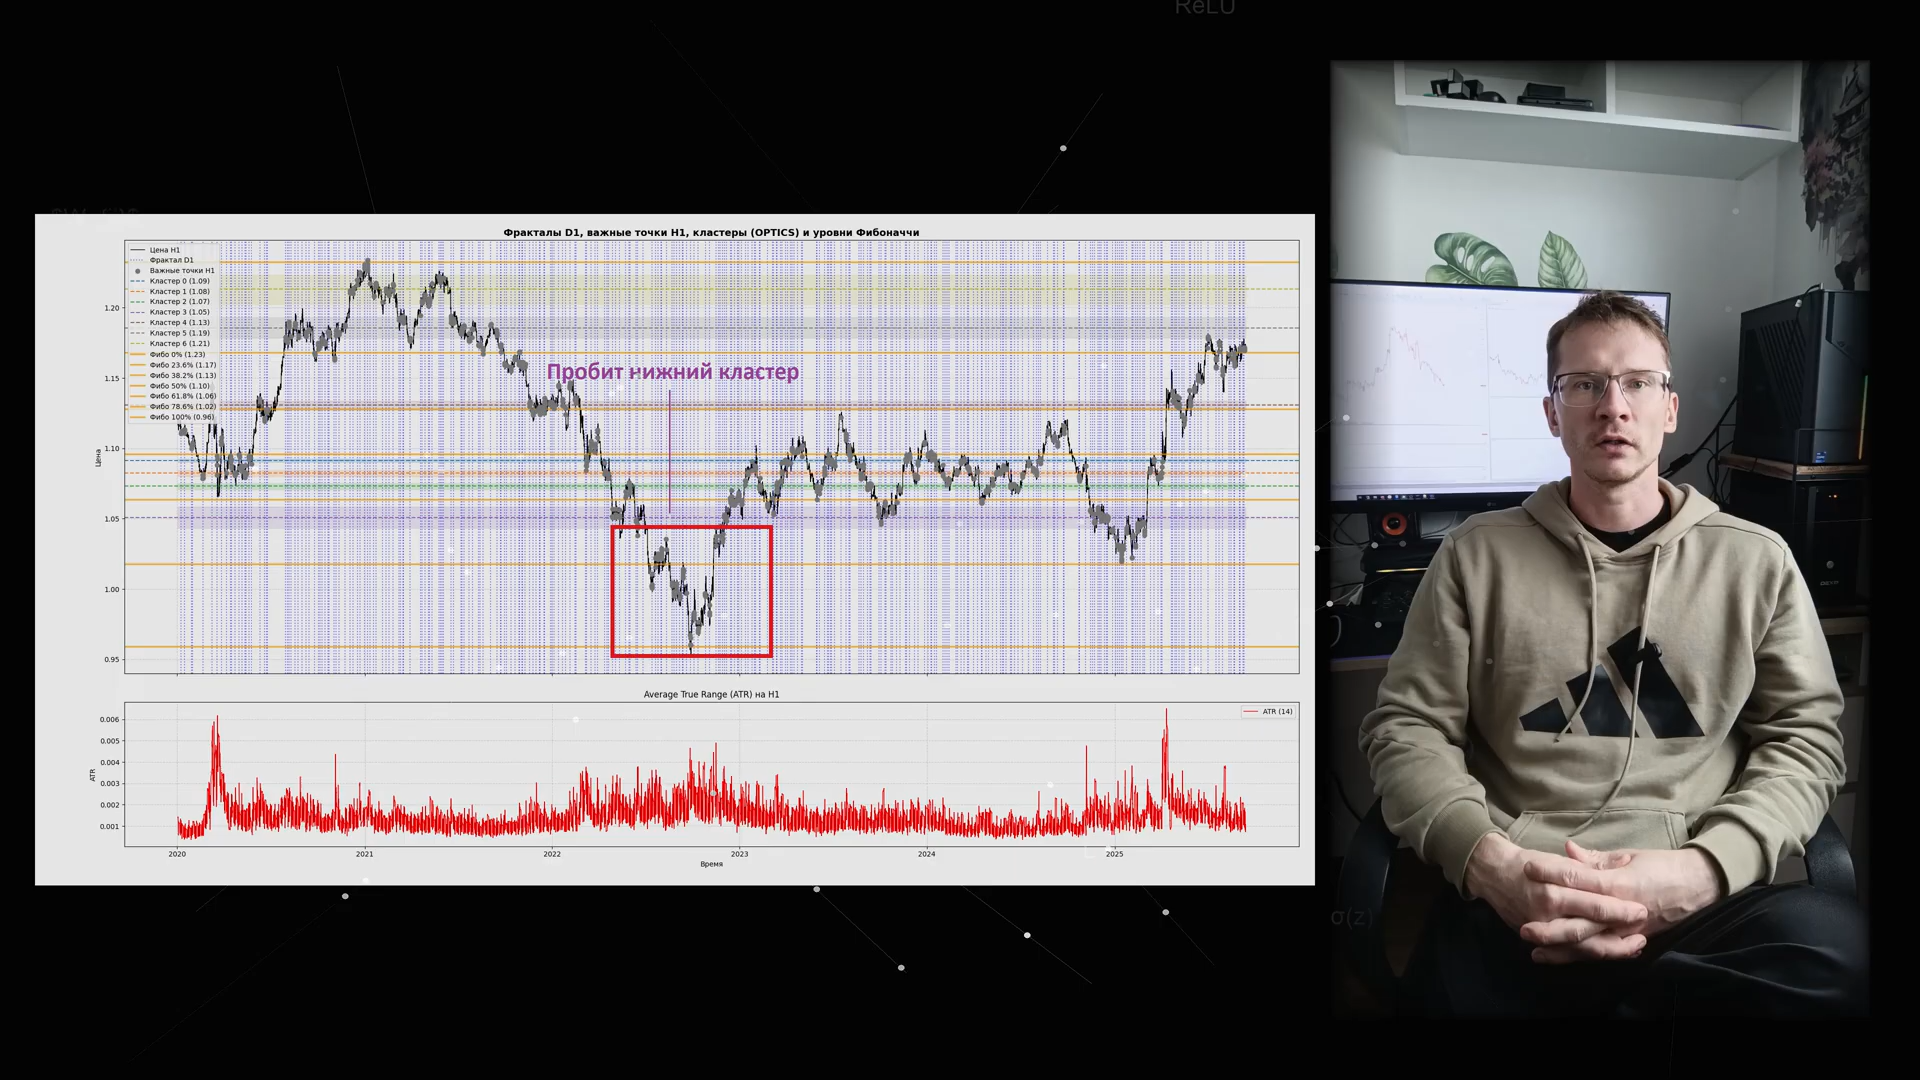 ReLU
Фракталы D1, важные точки H1, кластеры (OPTICS) и уровни Фибоначчи
Цена H1
Фрактал D1
Важные точки H1
Кластер 0 (1.09)
Кластер 1 (1.08)
Кластер 2 (1.07)
Кластер 3 (1.05)
Кластер 4 (1.13)
Кластер 5 (1.19)
Кластер 6 (1.21)
Фибо 0% (1.23)
Фибо 23.6% (1.17)
Фибо 38.2% (1.13)
Фибо 50% (1.10)
Фибо 61.8% (1.06)
Фибо 78.6% (1.02)
Фибо 100% (0.96)
Пробит нижний кластер
1.20
1.15
1.10
1.05
1.00
0.95
Цена
Average True Range (ATR) на H1
ATR (14)
0.006
0.005
0.004
0.003
0.002
0.001
ATR
2020 2021 2022 2023 2024 2025
Время
σ(z)